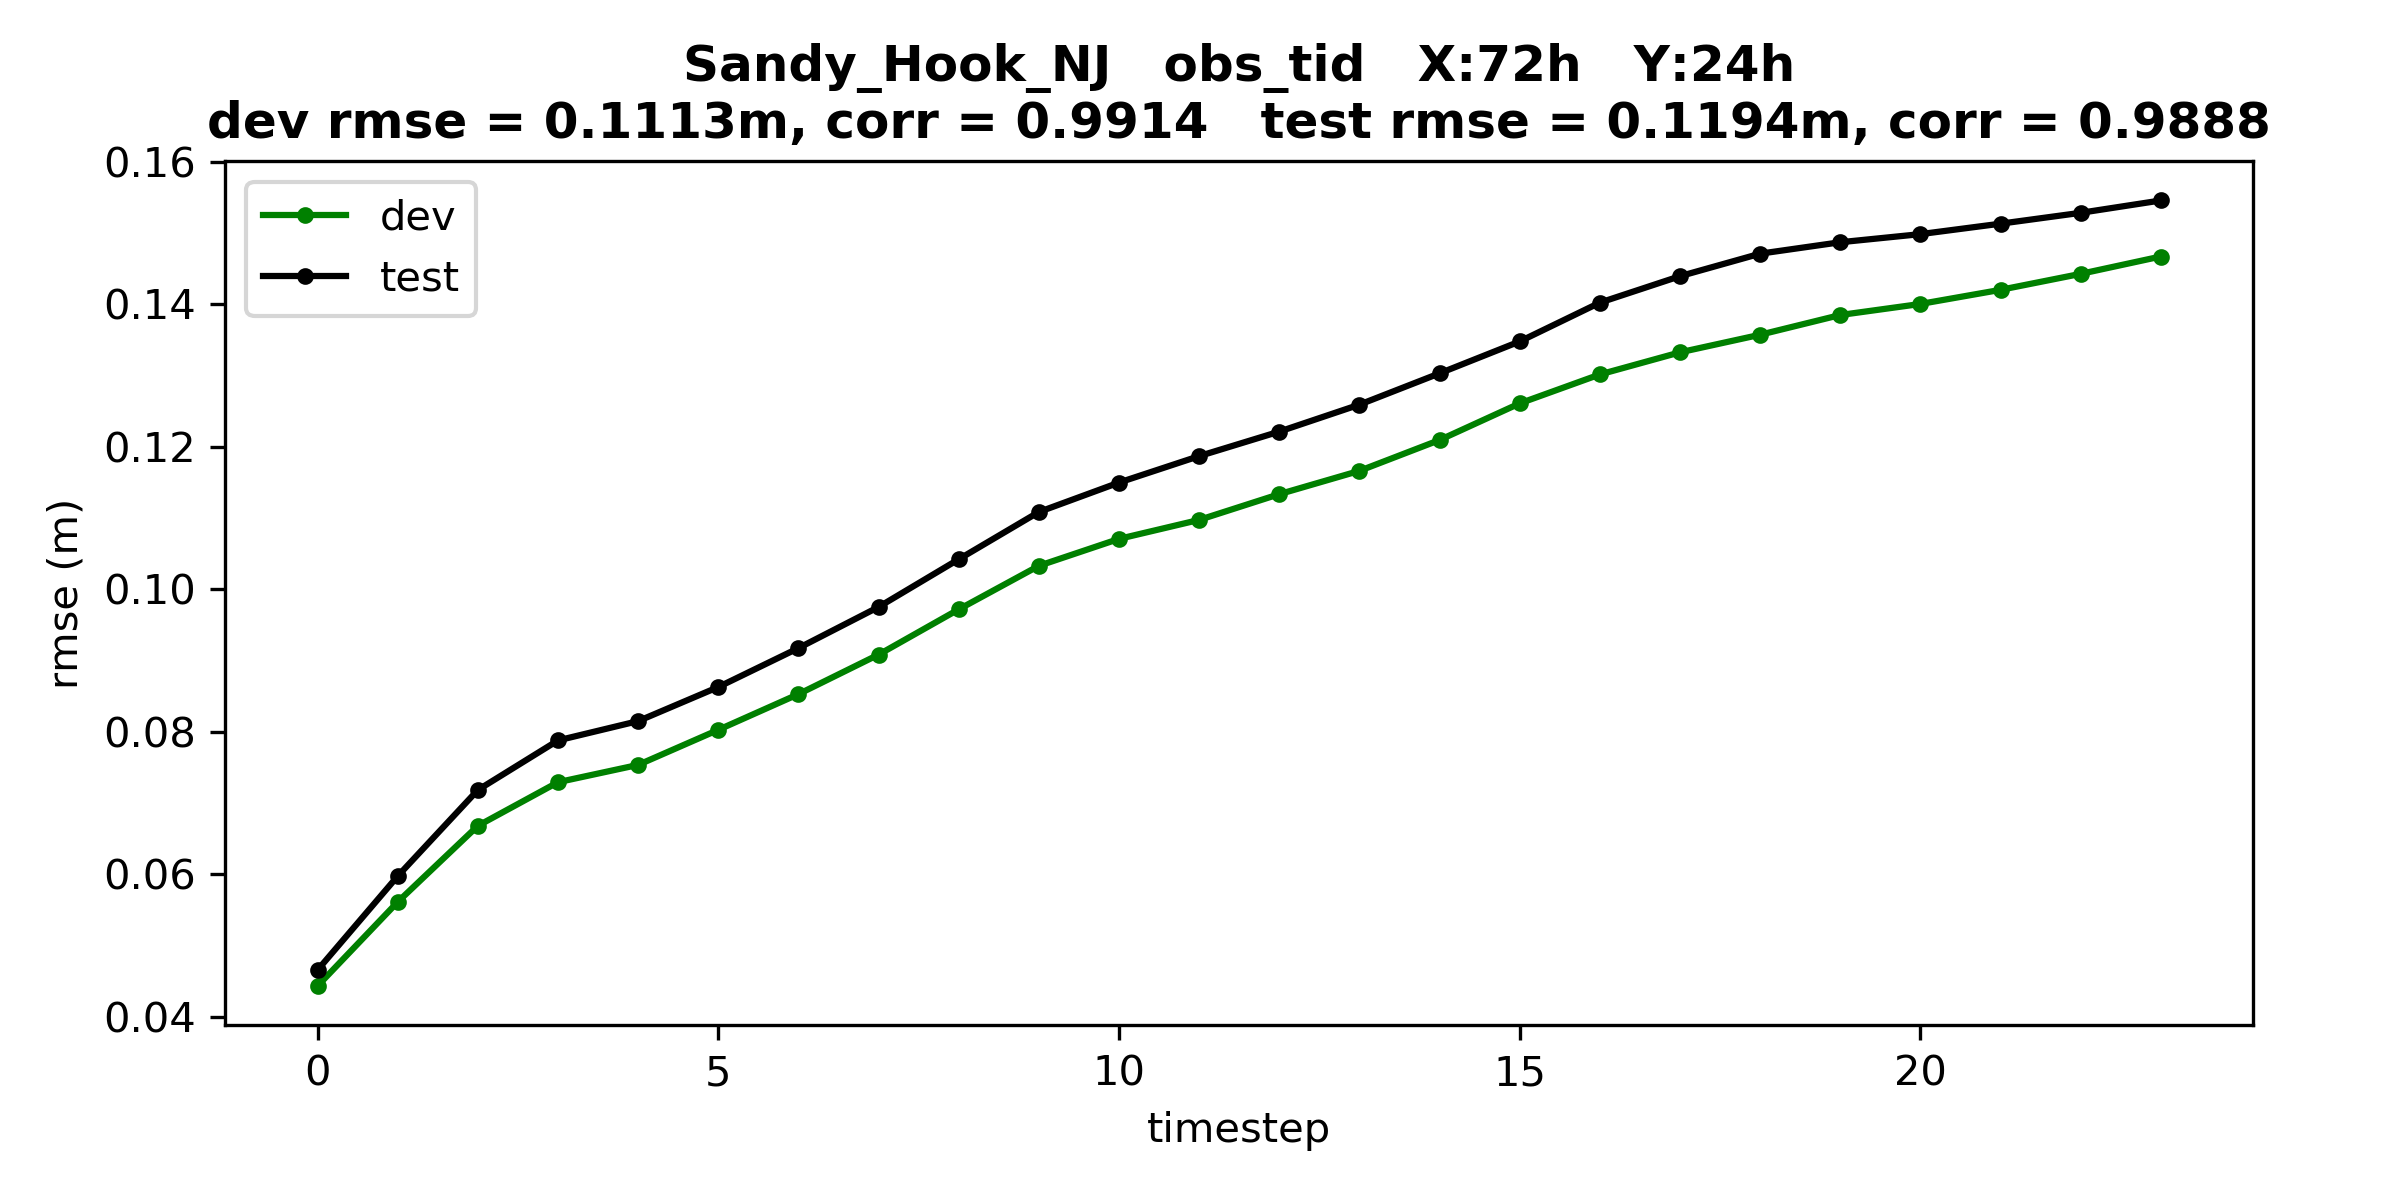 Sandy_Hook_NJ   obs_tid   X:72h   Y:24h
dev rmse = 0.1113m, corr = 0.9914   test rmse = 0.1194m, corr = 0.9888
dev
test
0.16
0.14
0.12
0.10
0.08
0.06
0.04
rmse (m)
0 5 10 15 20
timestep